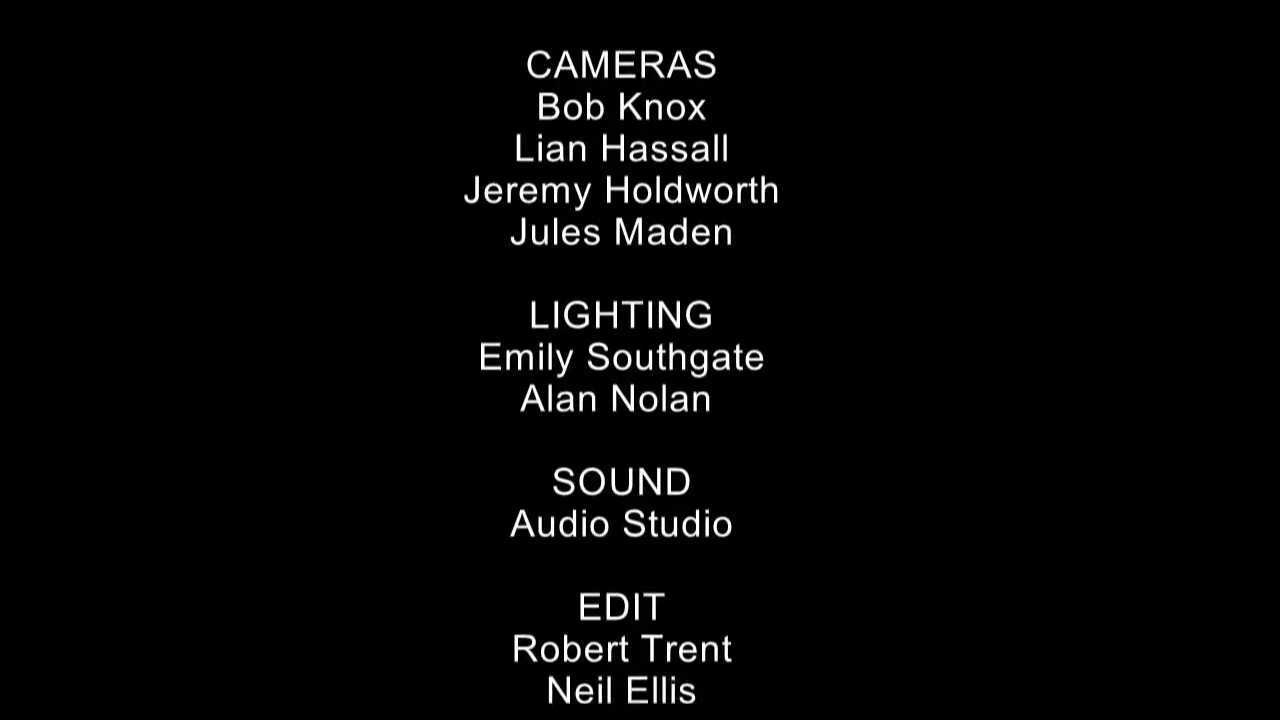 CAMERAS
Bob Knox
Lian Hassall
Jeremy Holdworth
Jules Maden
LIGHTING
Emily Southgate
Alan Nolan
SOUND
Audio Studio
EDIT
Robert Trent
Neil Ellis